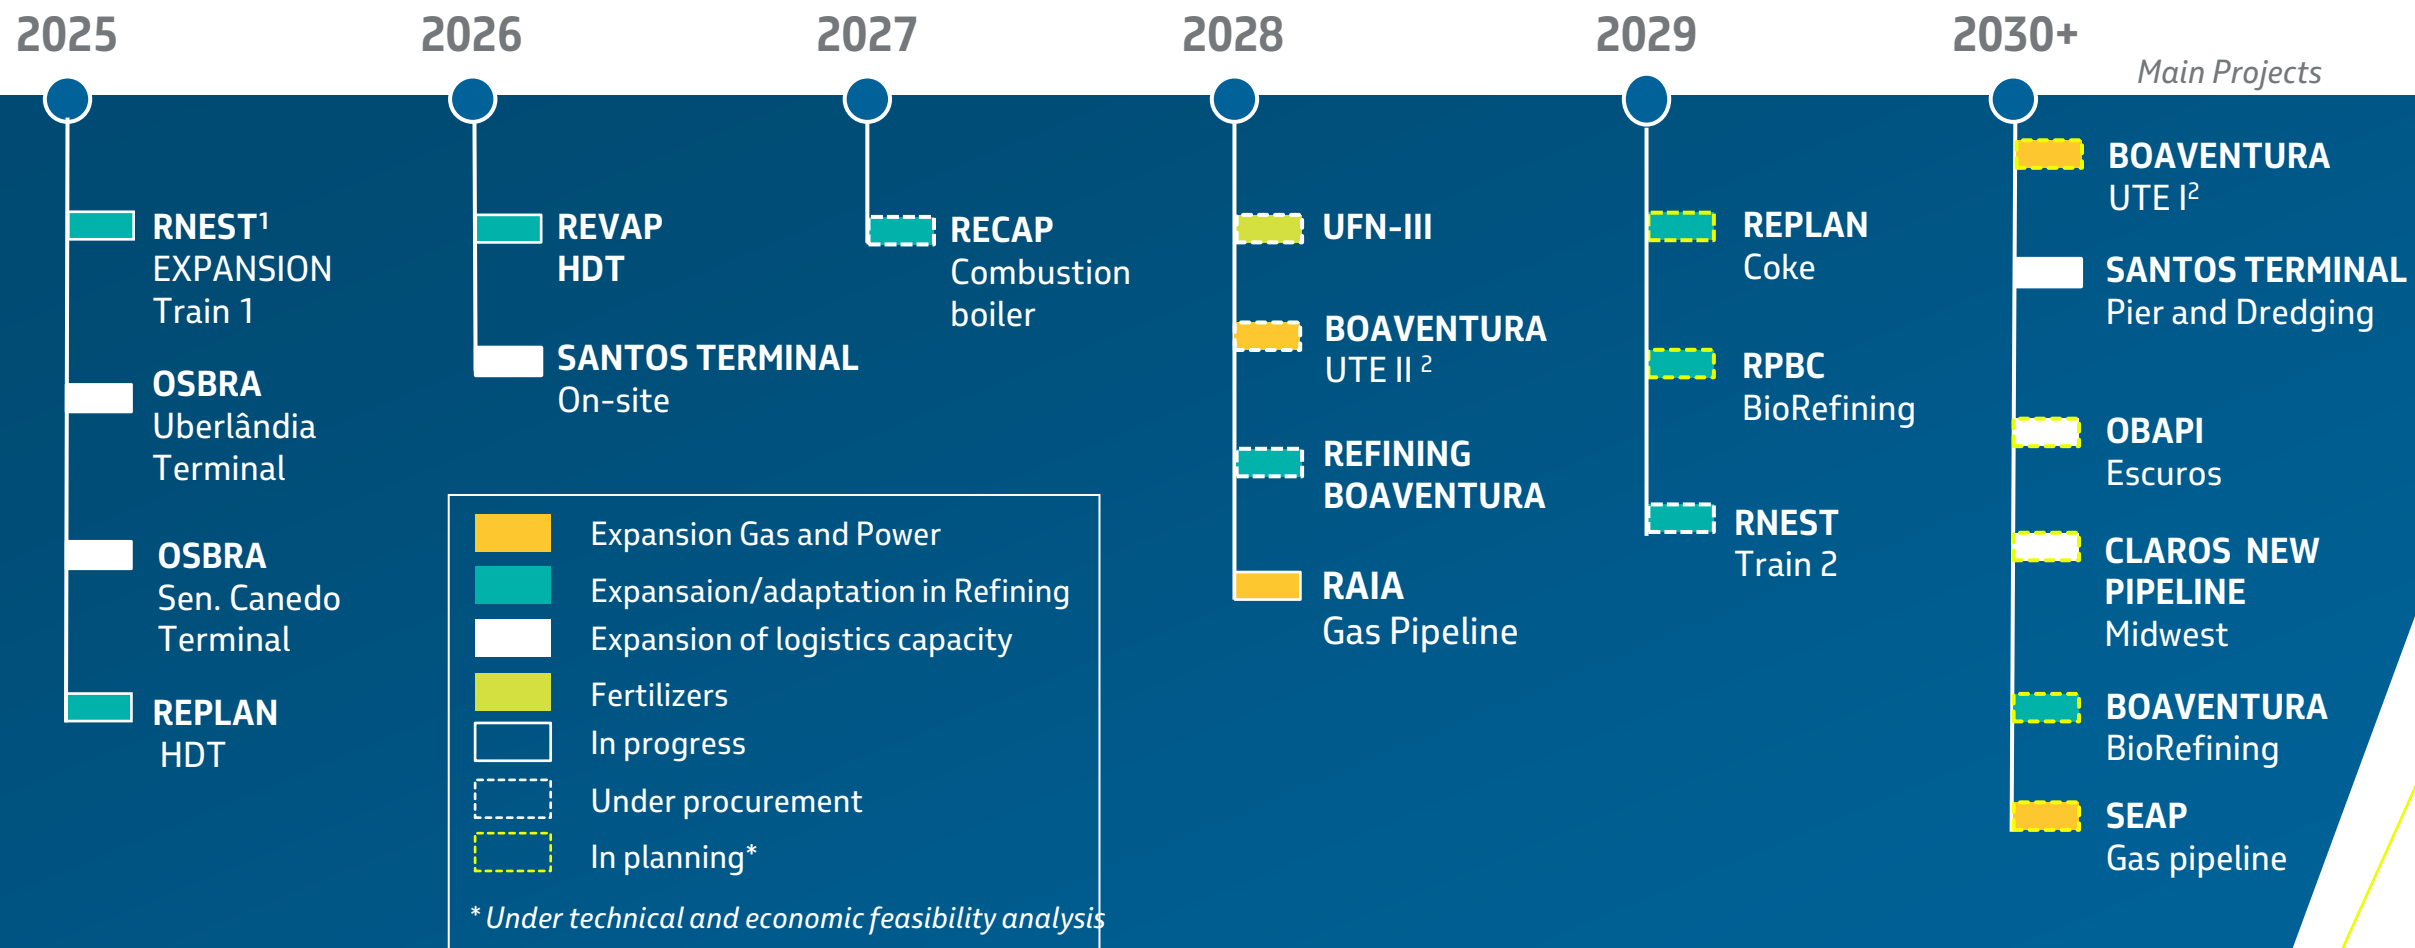 2025
2026
2027
2028
2029
2030+
Main Projects
RNEST¹
EXPANSION
Train 1
OSBRA
Uberlândia
Terminal
OSBRA
Sen. Canedo
Terminal
REPLAN
HDT
REVAP
HDT
SANTOS TERMINAL
On-site
RECAP
Combustion
boiler
UFN-III
BOAVENTURA
UTE II ²
REFINING
BOAVENTURA
RAIA
Gas Pipeline
REPLAN
Coke
RPBC
BioRefining
RNEST
Train 2
BOAVENTURA
UTE I²
SANTOS TERMINAL
Pier and Dredging
OBAPI
Escuros
CLAROS NEW
PIPELINE
Midwest
BOAVENTURA
BioRefining
SEAP
Gas pipeline
Expansion Gas and Power
Expansaion/adaptation in Refining
Expansion of logistics capacity
Fertilizers
In progress
Under procurement
In planning*
* Under technical and economic feasibility analysis